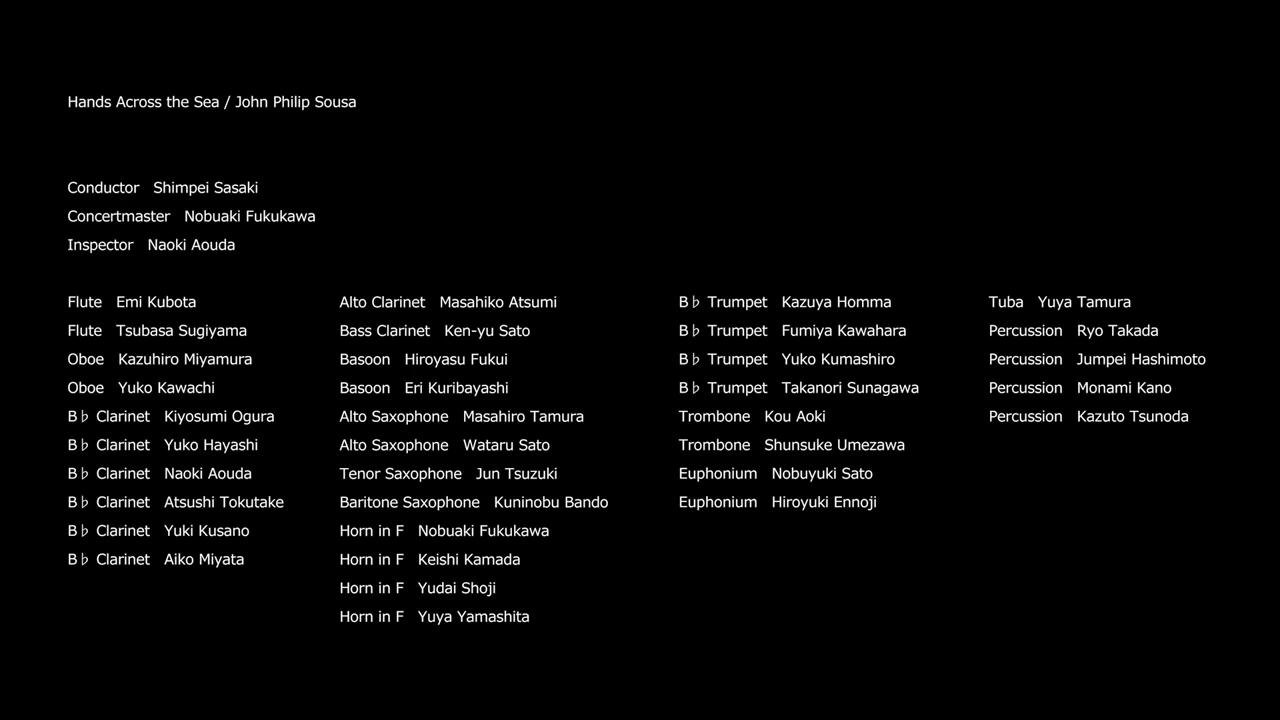 Hands Across the Sea / John Philip Sousa
Conductor Shimpei Sasaki
Concertmaster Nobuaki Fukukawa
Inspector Naoki Aouda
Flute Emi Kubota
Flute Tsubasa Sugiyama
Oboe Kazuhiro Miyamura
Oboe Yuko Kawachi
B♭ Clarinet Kiyosumi Ogura
B♭ Clarinet Yuko Hayashi
B♭ Clarinet Naoki Aouda
B♭ Clarinet Atsushi Tokutake
B♭ Clarinet Yuki Kusano
B♭ Clarinet Aiko Miyata
Alto Clarinet Masahiko Atsumi
Bass Clarinet Ken-yu Sato
Basoon Hiroyasu Fukui
Basoon Eri Kuribayashi
Alto Saxophone Masahiro Tamura
Alto Saxophone Wataru Sato
Tenor Saxophone Jun Tsuzuki
Baritone Saxophone Kuninobu Bando
Horn in F Nobuaki Fukukawa
Horn in F Keishi Kamada
Horn in F Yudai Shoji
Horn in F Yuya Yamashita
B♭ Trumpet Kazuya Homma
B♭ Trumpet Fumiya Kawahara
B♭ Trumpet Yuko Kumashiro
B♭ Trumpet Takanori Sunagawa
Trombone Kou Aoki
Trombone Shunsuke Umezawa
Euphonium Nobuyuki Sato
Euphonium Hiroyuki Ennoji
Tuba Yuya Tamura
Percussion Ryo Takada
Percussion Jumpei Hashimoto
Percussion Monami Kano
Percussion Kazuto Tsunoda